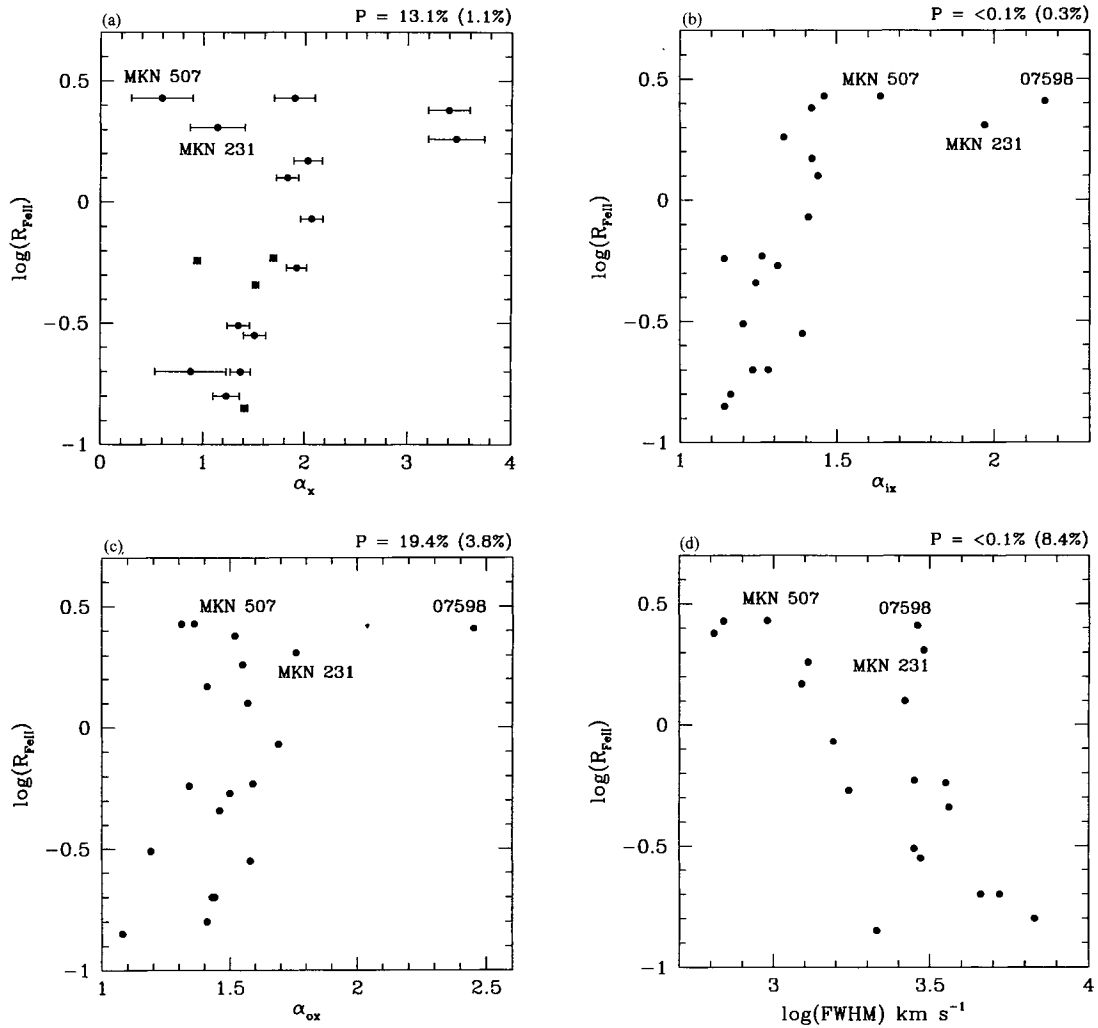 (a)
P = 13.1% (1.1%)
MKN 507
MKN 231
log(R_FeII)
0.5
0
−0.5
−1
0
1
2
3
4
α_x
(b)
P = <0.1% (0.3%)
MKN 507
07598
MKN 231
log(R_FeII)
0.5
0
−0.5
−1
1
1.5
2
α_ix
(c)
P = 19.4% (3.8%)
MKN 507
07598
MKN 231
log(R_FeII)
0.5
0
−0.5
−1
1
1.5
2
2.5
α_ox
(d)
P = <0.1% (8.4%)
MKN 507
07598
MKN 231
log(R_FeII)
0.5
0
−0.5
−1
3
3.5
4
log(FWHM) km s⁻¹